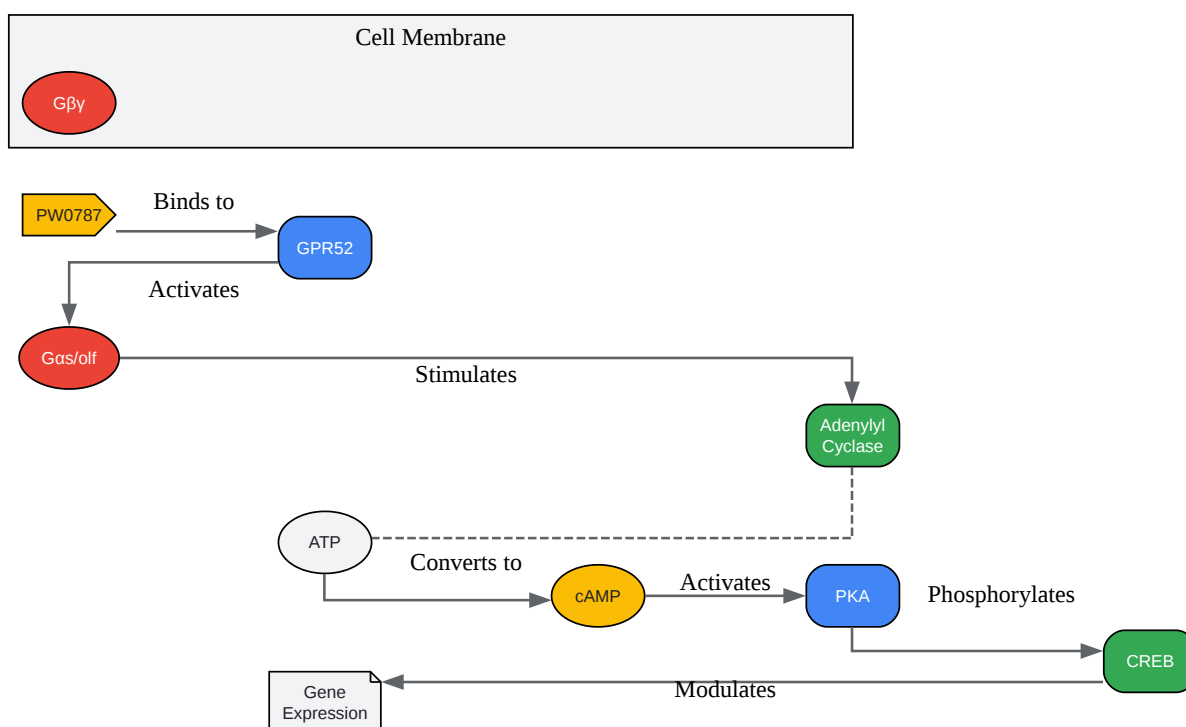 Cell Membrane
Gβγ
PW0787
Binds to
GPR52
Activates
Gαs/olf
Stimulates
Adenylyl
Cyclase
ATP
Converts to
cAMP
Activates
PKA
Phosphorylates
CREB
Modulates
Gene
Expression